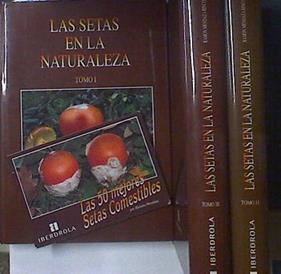 LAS SETAS
EN LA
NATURALEZA
TOMO I
Las 50 mejores
Setas Comestibles
IBERDROLA
LAS SETAS EN LA NATURALEZA
TOMO III
IBERDROLA
LAS SETAS EN LA NATURALEZA
TOMO II
IBERDROLA